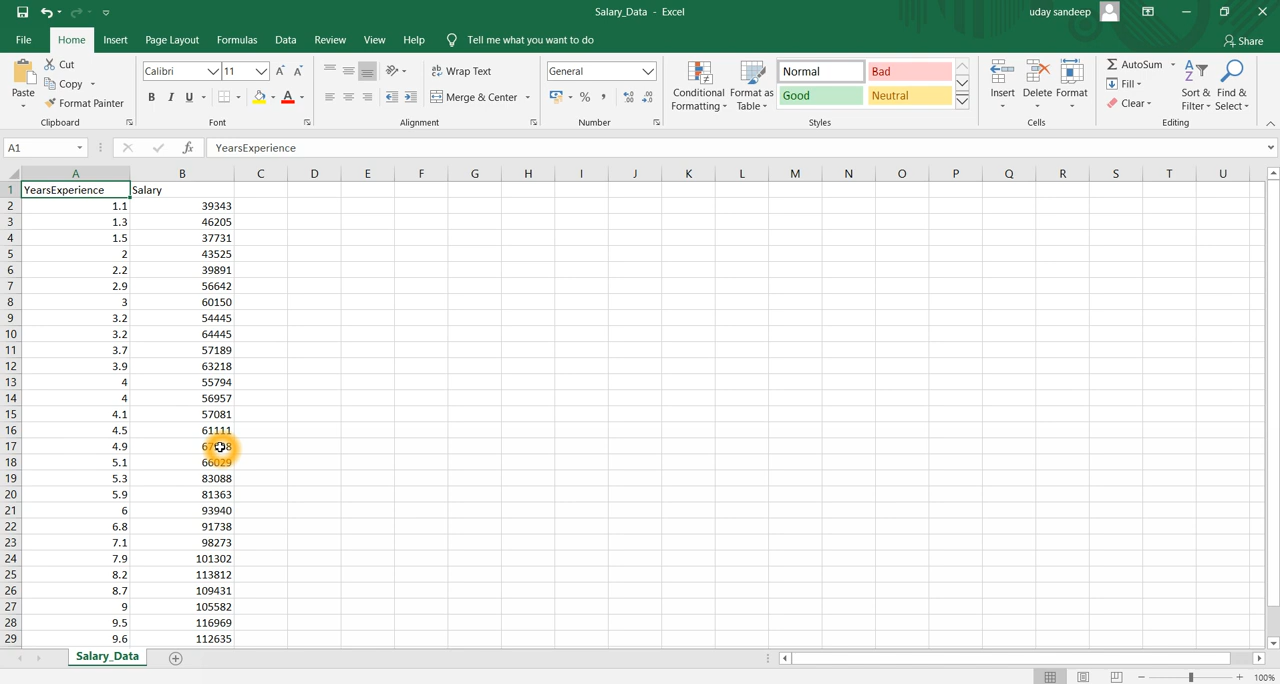 Salary_Data - Excel
uday sandeep
File Home Insert Page Layout Formulas Data Review View Help Tell me what you want to do
Share
Paste
Cut
Copy
Format Painter
Clipboard
Calibri 11
B I U
Font
Wrap Text
Merge & Center
Alignment
General
% ,
Number
Conditional Formatting
Format as Table
Normal Bad
Good Neutral
Styles
Insert Delete Format
Cells
AutoSum
Fill
Clear
Sort & Filter
Find & Select
Editing
A1 fx YearsExperience
A B C D E F G H I J K L M N O P Q R S T U
1 YearsExperience Salary
2 1.1 39343
3 1.3 46205
4 1.5 37731
5 2 43525
6 2.2 39891
7 2.9 56642
8 3 60150
9 3.2 54445
10 3.2 64445
11 3.7 57189
12 3.9 63218
13 4 55794
14 4 56957
15 4.1 57081
16 4.5 61111
17 4.9
18 5.1 66029
19 5.3 83088
20 5.9 81363
21 6 93940
22 6.8 91738
23 7.1 98273
24 7.9 101302
25 8.2 113812
26 8.7 109431
27 9 105582
28 9.5 116969
29 9.6 112635
Salary_Data
100%